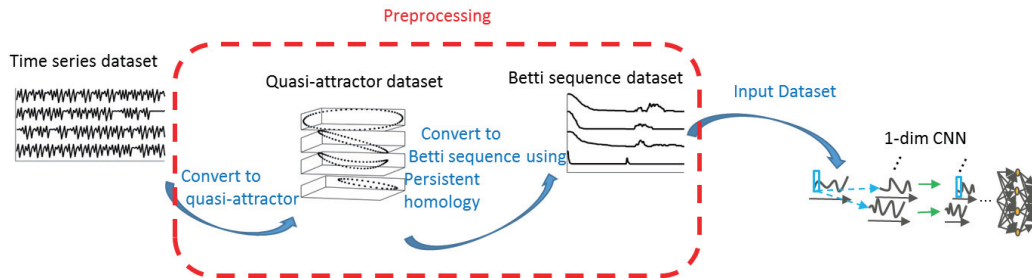 Preprocessing
Time series dataset
Quasi-attractor dataset
Betti sequence dataset
Input Dataset
Convert to
quasi-attractor
Convert to
Betti sequence using
Persistent
homology
1-dim CNN